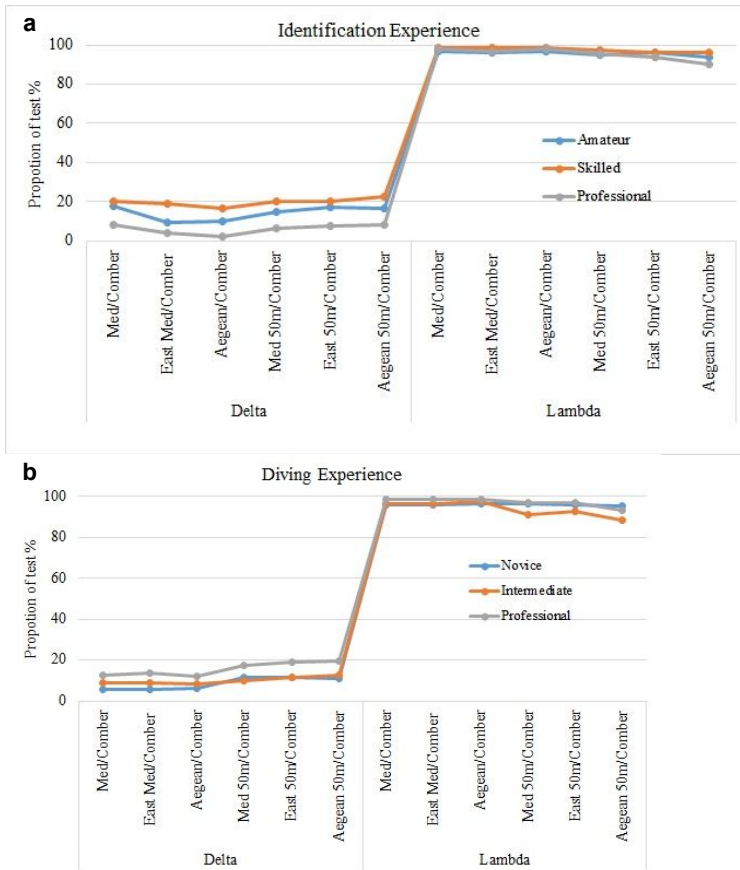 a
Identification Experience
Propotion of test %
100
80
60
40
20
0
Amateur
Skilled
Professional
Med/Comber
East Med/Comber
Aegean/Comber
Med 50m/Comber
East 50m/Comber
Aegean 50m/Comber
Med/Comber
East Med/Comber
Aegean/Comber
Med 50m/Comber
East 50m/Comber
Aegean 50m/Comber
Delta
Lambda
b
Diving Experience
Propotion of test %
100
80
60
40
20
0
Novice
Intermediate
Professional
Med/Comber
East Med/Comber
Aegean/Comber
Med 50m/Comber
East 50m/Comber
Aegean 50m/Comber
Med/Comber
East Med/Comber
Aegean/Comber
Med 50m/Comber
East 50m/Comber
Aegean 50m/Comber
Delta
Lambda